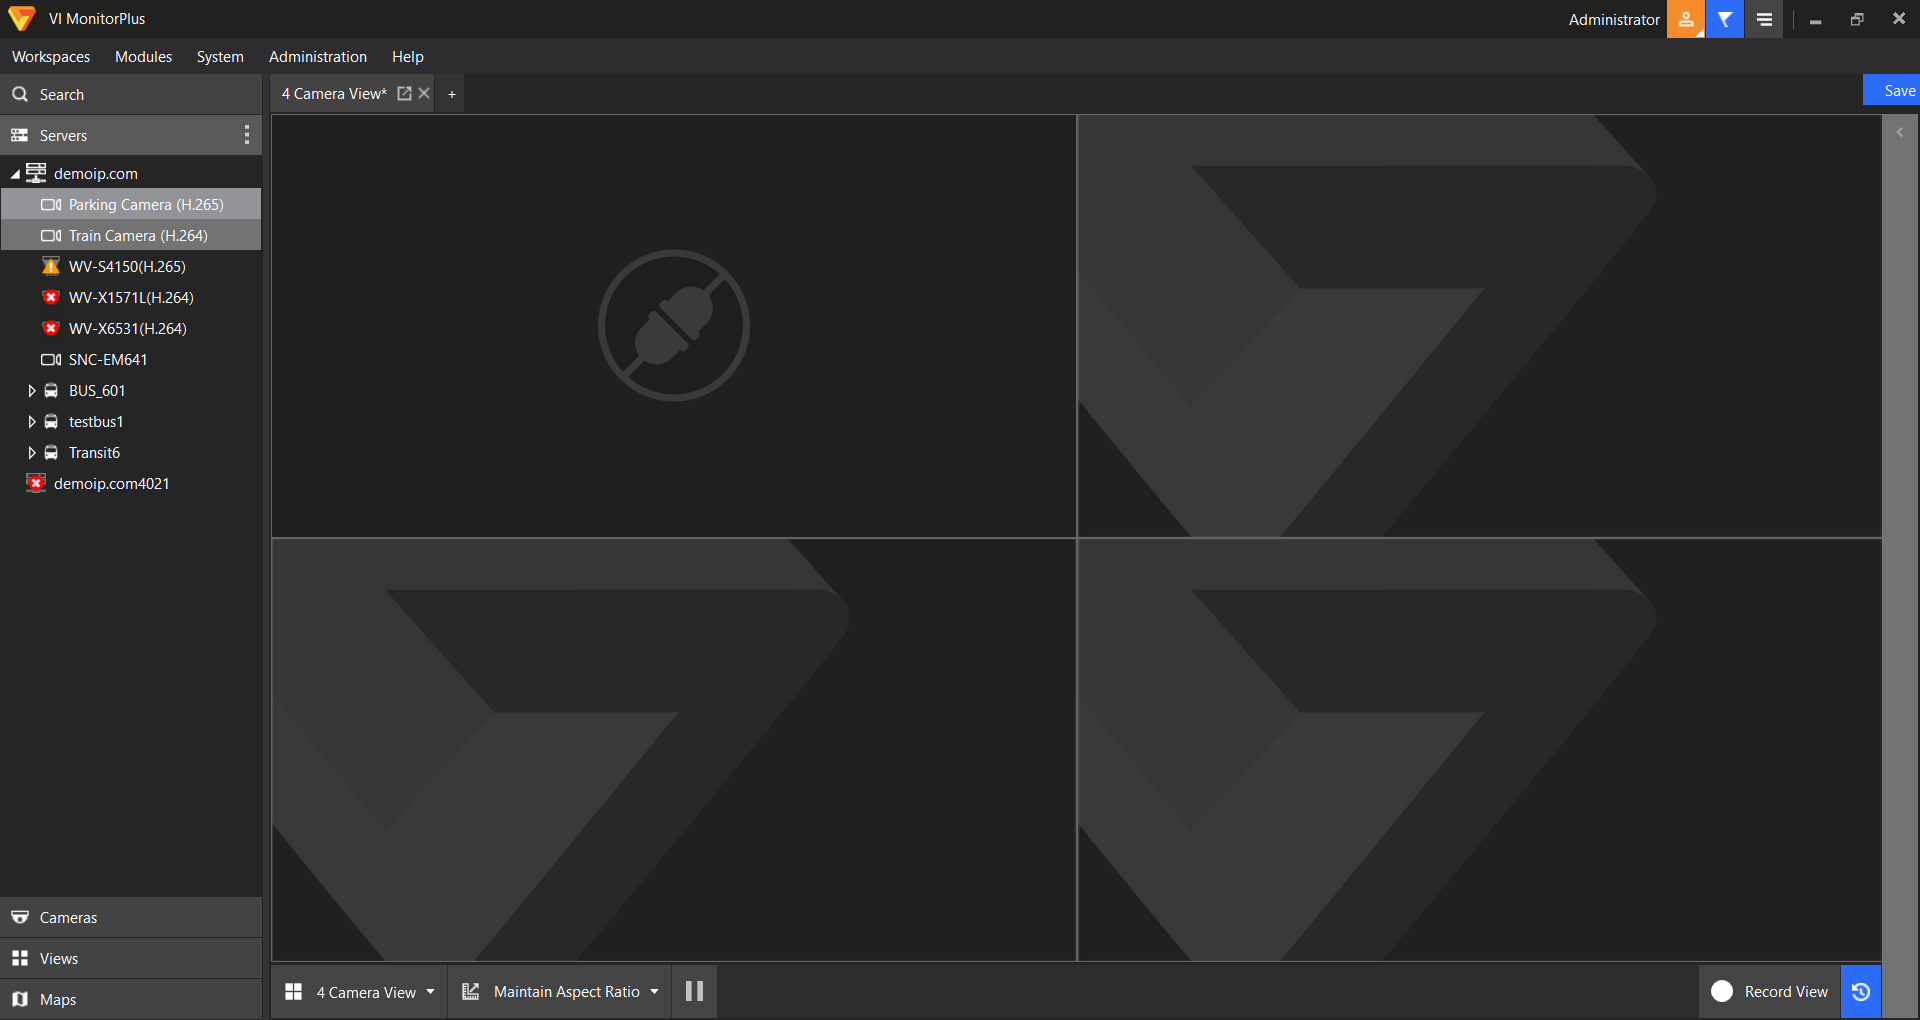 VI MonitorPlus
Administrator
Workspaces Modules System Administration Help
Search
4 Camera View* +
Save
Servers
demoip.com
Parking Camera (H.265)
Train Camera (H.264)
WV-S4150(H.265)
WV-X1571L(H.264)
WV-X6531(H.264)
SNC-EM641
BUS_601
testbus1
Transit6
demoip.com4021
Cameras
Views
Maps
4 Camera View
Maintain Aspect Ratio
Record View